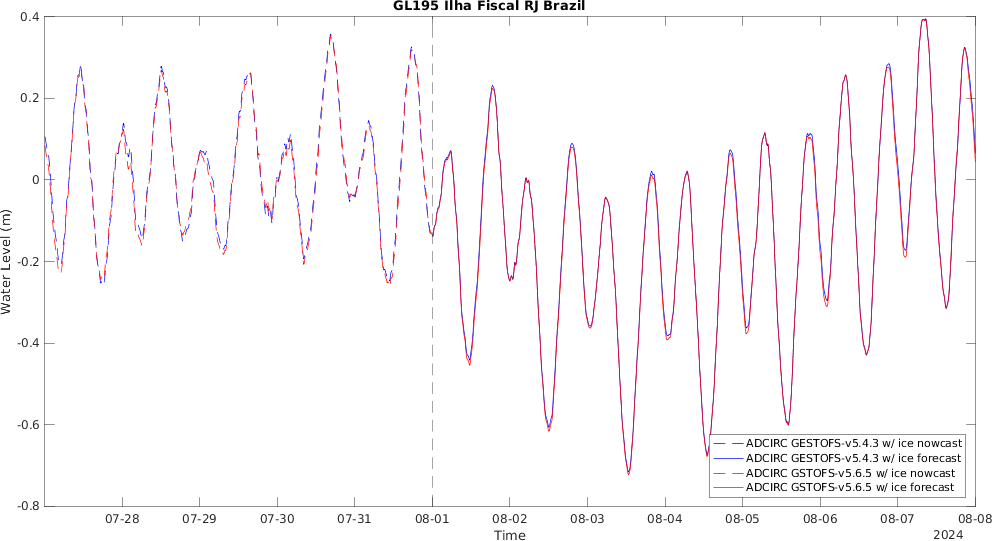 GL195 Ilha Fiscal RJ Brazil
0.4
0.2
0
-0.2
-0.4
-0.6
-0.8
Water Level (m)
ADCIRC GESTOFS-v5.4.3 w/ ice nowcast
ADCIRC GESTOFS-v5.4.3 w/ ice forecast
ADCIRC GSTOFS-v5.6.5 w/ ice nowcast
ADCIRC GSTOFS-v5.6.5 w/ ice forecast
07-28 07-29 07-30 07-31 08-01 08-02 08-03 08-04 08-05 08-06 08-07 08-08
Time
2024